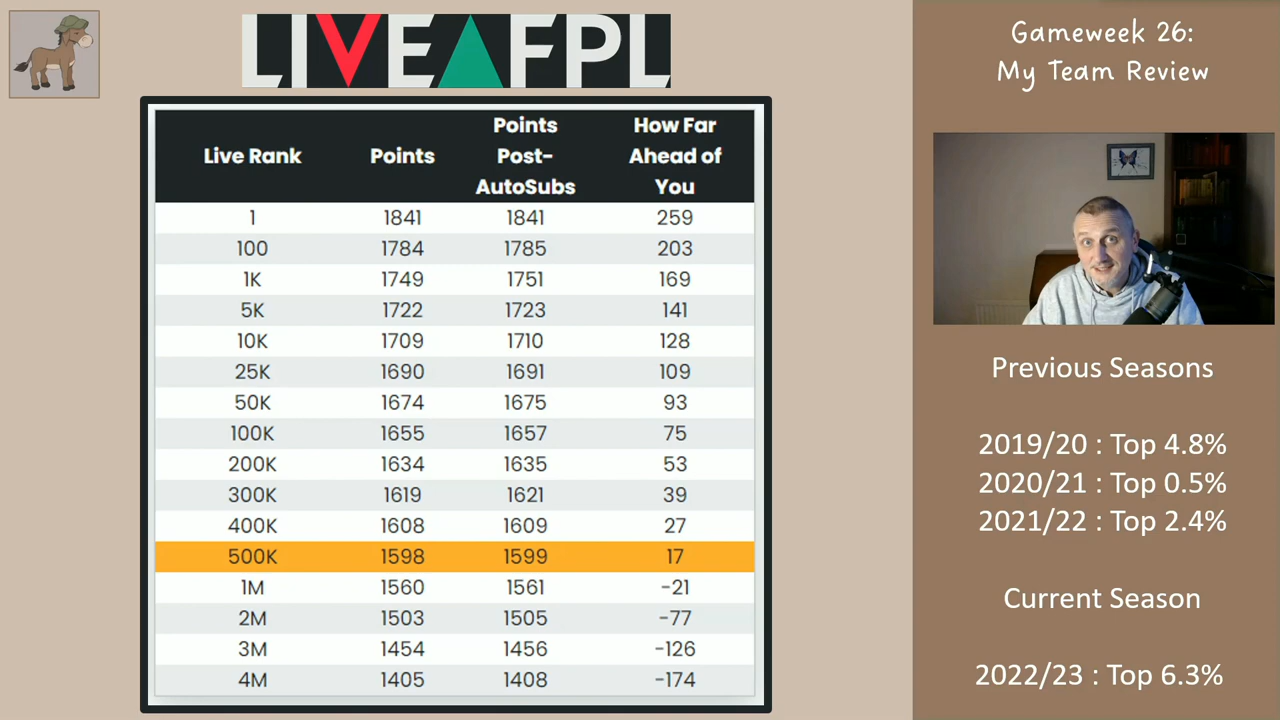 LIVEFPL
Gameweek 26:
My Team Review
Live Rank Points Points Post-AutoSubs How Far Ahead of You
1 1841 1841 259
100 1784 1785 203
1K 1749 1751 169
5K 1722 1723 141
10K 1709 1710 128
25K 1690 1691 109
50K 1674 1675 93
100K 1655 1657 75
200K 1634 1635 53
300K 1619 1621 39
400K 1608 1609 27
500K 1598 1599 17
1M 1560 1561 -21
2M 1503 1505 -77
3M 1454 1456 -126
4M 1405 1408 -174
Previous Seasons
2019/20 : Top 4.8%
2020/21 : Top 0.5%
2021/22 : Top 2.4%
Current Season
2022/23 : Top 6.3%